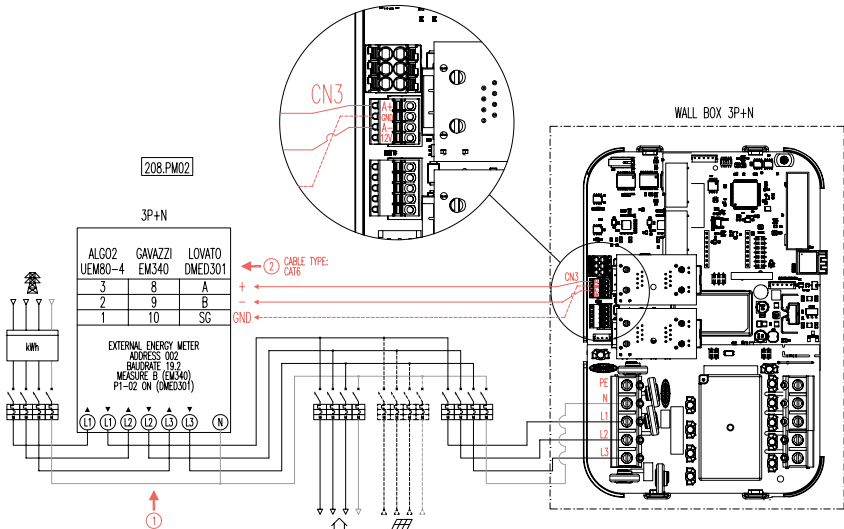 CN3
A+
GND
A-
12V
WALL BOX 3P+N
208.PM02
3P+N
ALGO2 GAVAZZI LOVATO
UEM80-4 EM340 DMED301
3 8 A +
2 9 B -
1 10 SG GND
2 CABLE TYPE:
CAT6
CN3
kWh
EXTERNAL ENERGY METER
ADDRESS 002
BAUDRATE 19.2
MEASURE B (EM340)
P1-02 ON (DMED301)
L1 L1 L2 L2 L3 L3 N
PE
N
L1
L2
L3
1